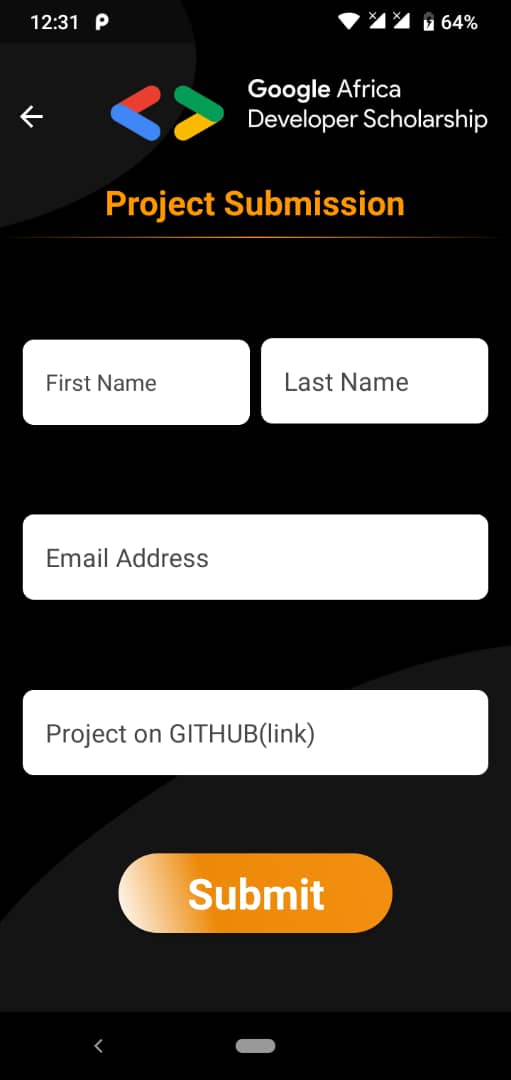 12:31 64%
Google Africa
Developer Scholarship
Project Submission
First Name Last Name
Email Address
Project on GITHUB(link)
Submit